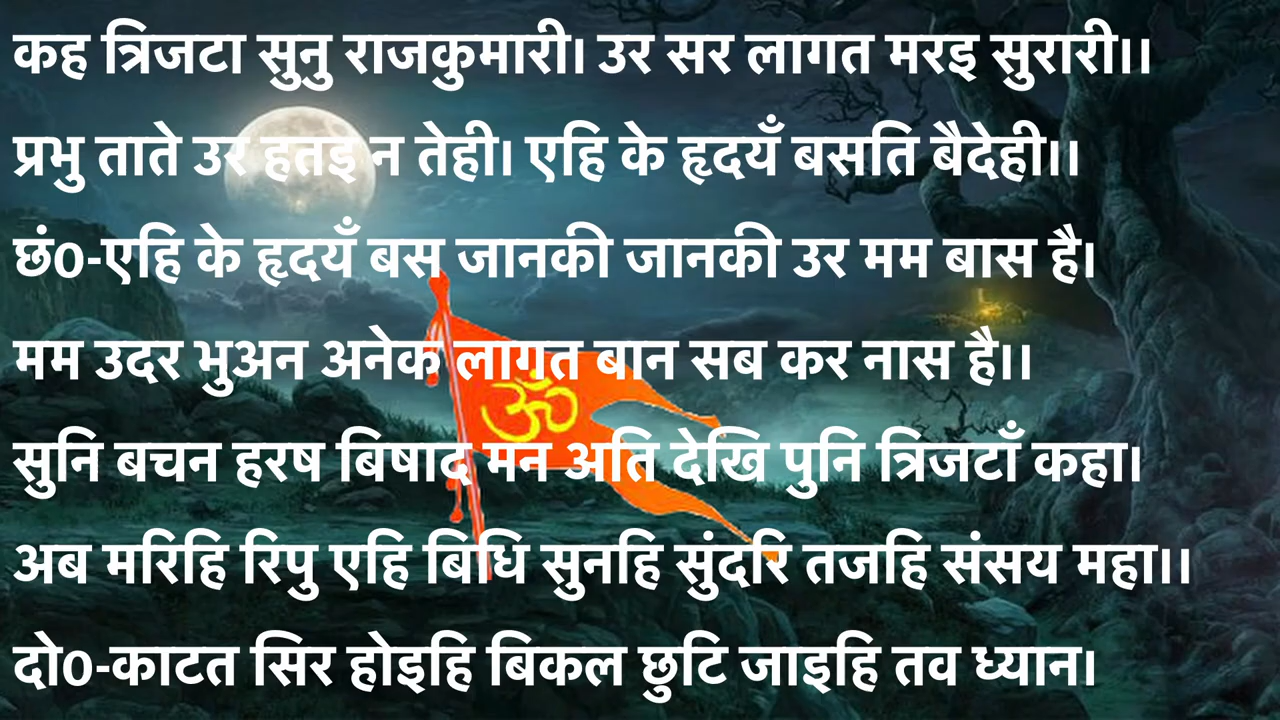 कह त्रिजटा सुनु राजकुमारी। उर सर लागत मरइ सुरारी।।
प्रभु ताते उर हतइ न तेही। एहि के हृदयँ बसति बैदेही।।
छं0-एहि के हृदयँ बस जानकी जानकी उर मम बास है।
मम उदर भुअन अनेक लागत बान सब कर नास है।।
सुनि बचन हरष बिषाद मन अति देखि पुनि त्रिजटाँ कहा।
अब मरिहि रिपु एहि बिधि सुनहि सुंदरि तजहि संसय महा।।
दो0-काटत सिर होइहि बिकल छुटि जाइहि तव ध्यान।
ॐ